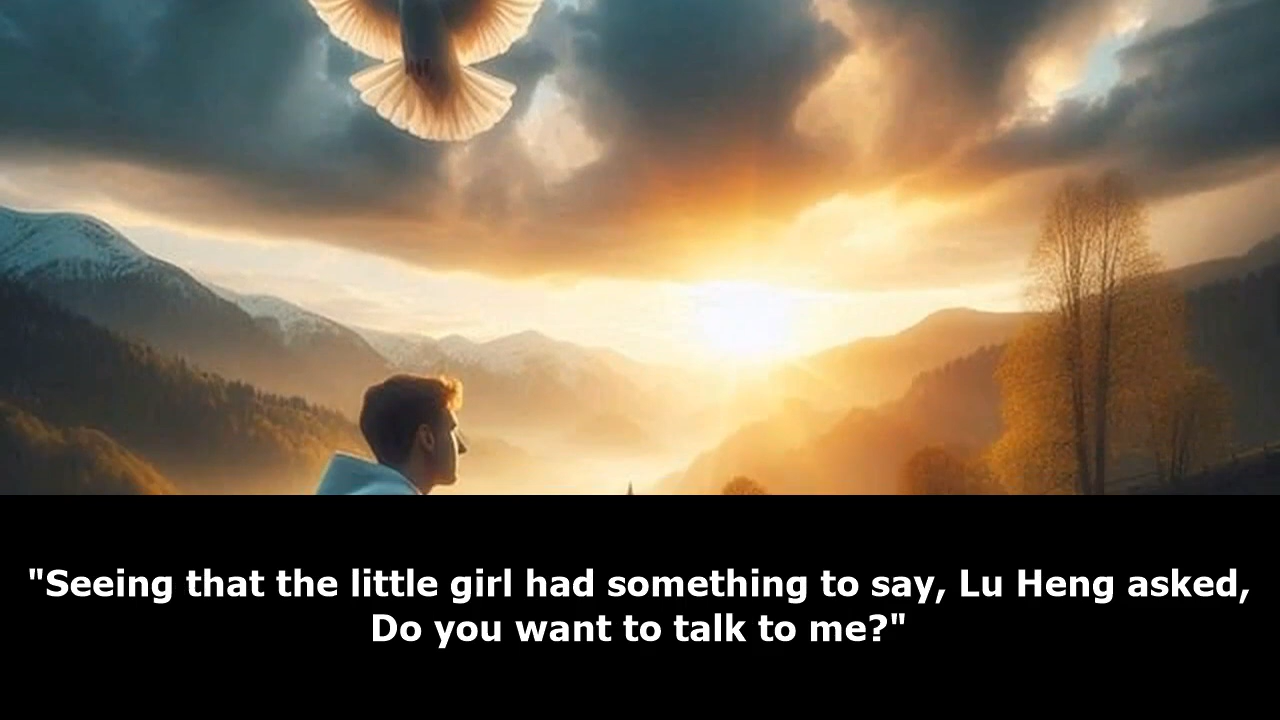 "Seeing that the little girl had something to say, Lu Heng asked,
Do you want to talk to me?"